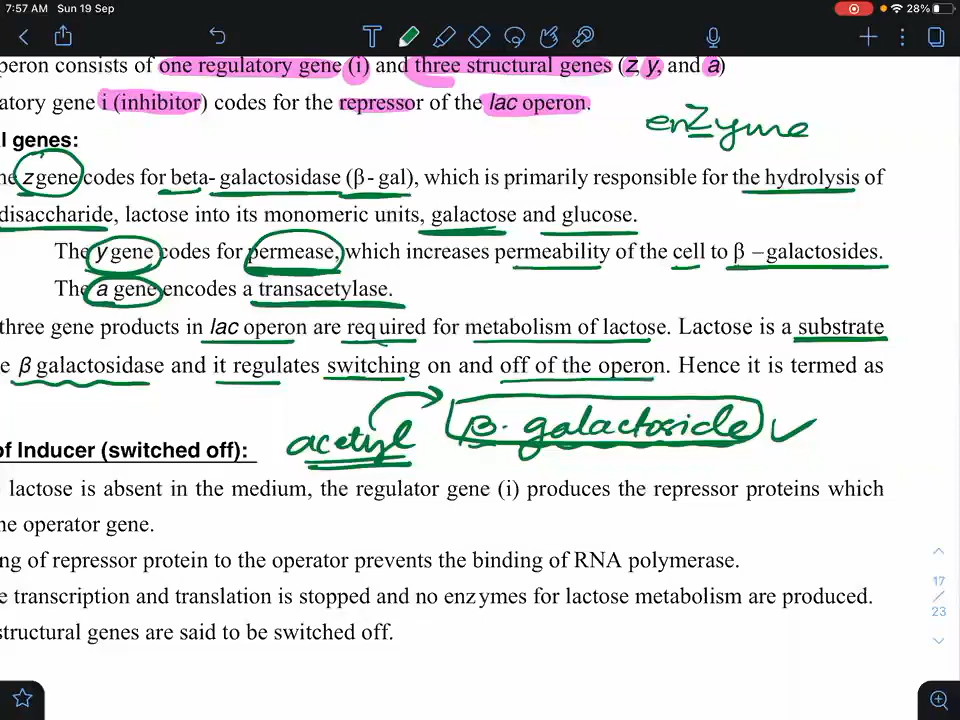 7:57 AM Sun 19 Sep 28%
peron consists of one regulatory gene (i) and three structural genes (z y, and a)
atory gene i (inhibitor) codes for the repressor of the lac operon.
enzyme
l genes:
he z gene codes for beta- galactosidase (β- gal), which is primarily responsible for the hydrolysis of
disaccharide, lactose into its monomeric units, galactose and glucose.
The y gene codes for permease, which increases permeability of the cell to β –galactosides.
The a gene encodes a transacetylase.
three gene products in lac operon are required for metabolism of lactose. Lactose is a substrate
e β galactosidase and it regulates switching on and off of the operon. Hence it is termed as
acetyl β. galactoside
of Inducer (switched off):
lactose is absent in the medium, the regulator gene (i) produces the repressor proteins which
he operator gene.
ng of repressor protein to the operator prevents the binding of RNA polymerase.
e transcription and translation is stopped and no enzymes for lactose metabolism are produced.
structural genes are said to be switched off.
17
/
23